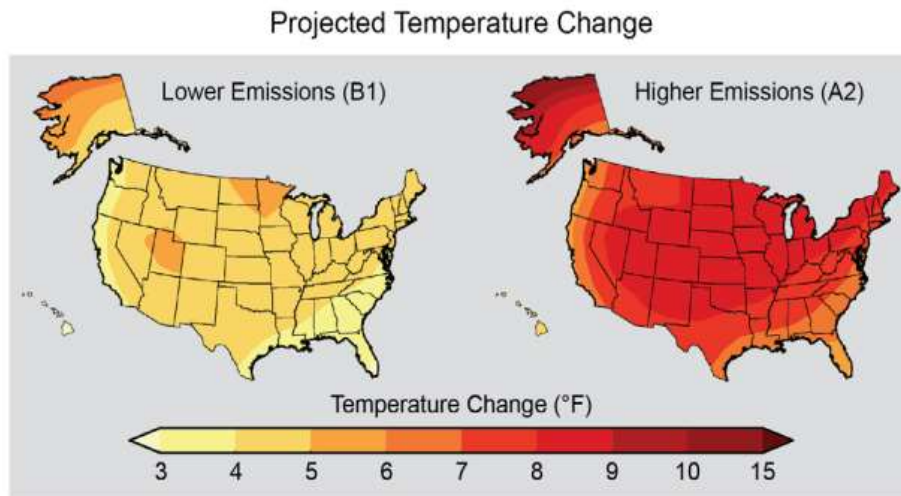 Projected Temperature Change
Lower Emissions (B1)
Higher Emissions (A2)
Temperature Change (°F)
3 4 5 6 7 8 9 10 15